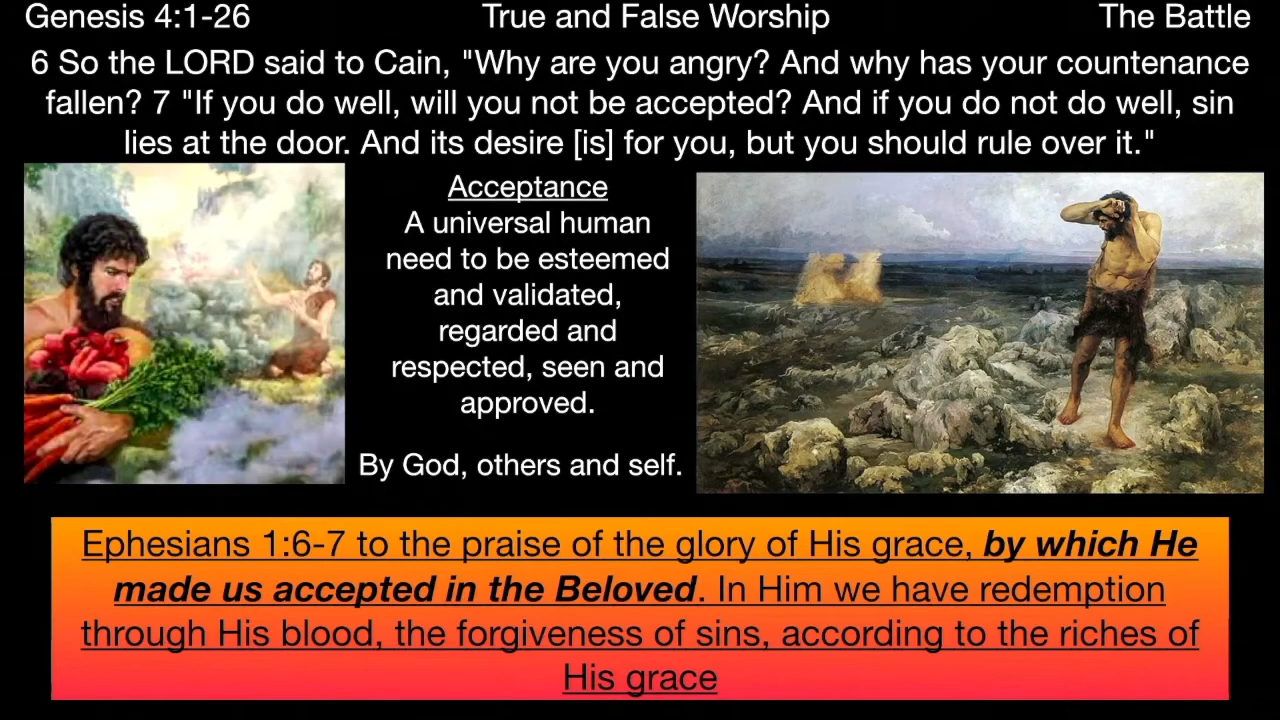 Genesis 4:1-26 True and False Worship The Battle
6 So the LORD said to Cain, "Why are you angry? And why has your countenance
fallen? 7 "If you do well, will you not be accepted? And if you do not do well, sin
lies at the door. And its desire [is] for you, but you should rule over it."
Acceptance
A universal human
need to be esteemed
and validated,
regarded and
respected, seen and
approved.
By God, others and self.
Ephesians 1:6-7 to the praise of the glory of His grace, by which He
made us accepted in the Beloved. In Him we have redemption
through His blood, the forgiveness of sins, according to the riches of
His grace